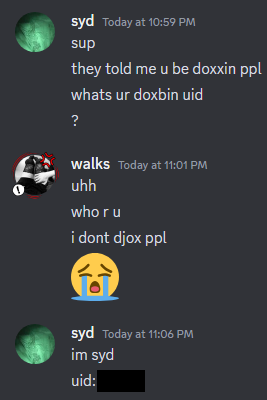 syd Today at 10:59 PM
sup
they told me u be doxxin ppl
whats ur doxbin uid
?
walks Today at 11:01 PM
uhh
who r u
i dont djox ppl
syd Today at 11:06 PM
im syd
uid: